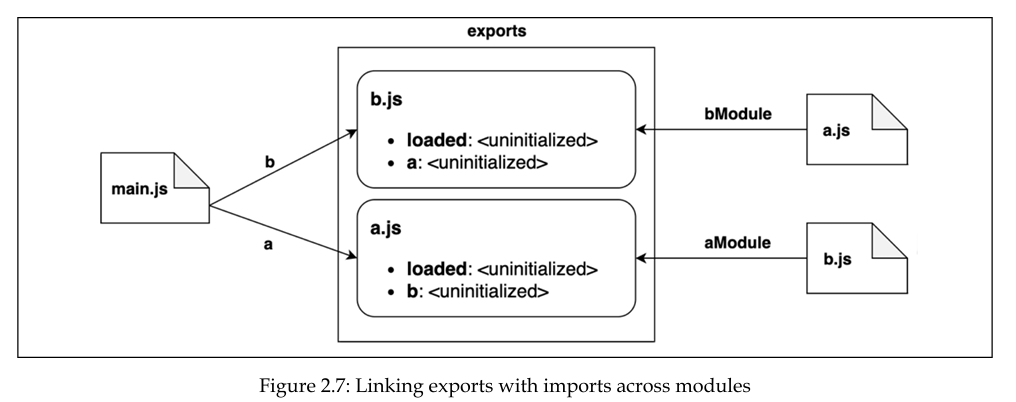 exports
b.js
• loaded: <uninitialized>
• a: <uninitialized>
bModule
a.js
main.js
b
a
a.js
• loaded: <uninitialized>
• b: <uninitialized>
aModule
b.js
Figure 2.7: Linking exports with imports across modules